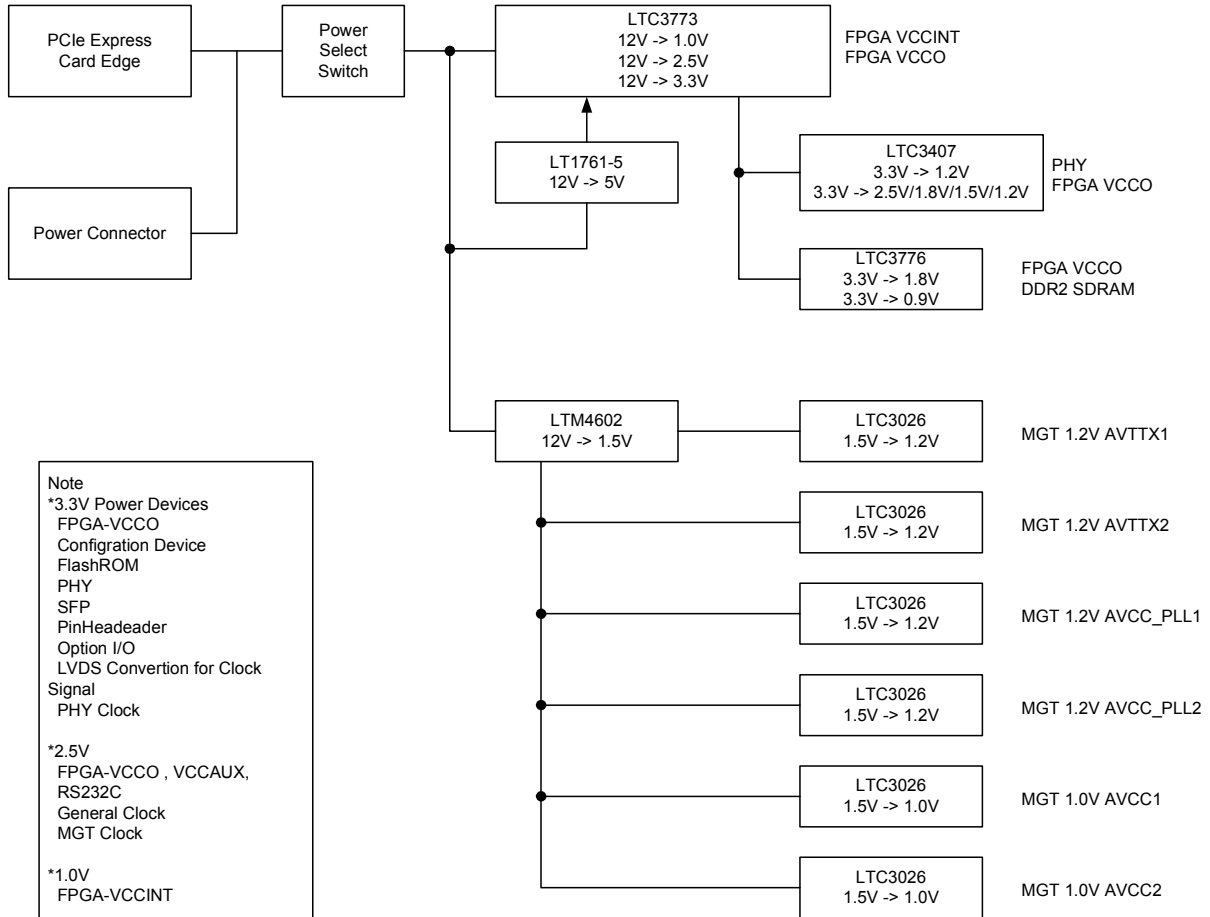 PCIe Express
Card Edge
Power
Select
Switch
LTC3773
12V -> 1.0V
12V -> 2.5V
12V -> 3.3V
FPGA VCCINT
FPGA VCCO
LT1761-5
12V -> 5V
LTC3407
3.3V -> 1.2V
3.3V -> 2.5V/1.8V/1.5V/1.2V
PHY
FPGA VCCO
Power Connector
LTC3776
3.3V -> 1.8V
3.3V -> 0.9V
FPGA VCCO
DDR2 SDRAM
LTM4602
12V -> 1.5V
LTC3026
1.5V -> 1.2V
MGT 1.2V AVTTX1
LTC3026
1.5V -> 1.2V
MGT 1.2V AVTTX2
LTC3026
1.5V -> 1.2V
MGT 1.2V AVCC_PLL1
LTC3026
1.5V -> 1.2V
MGT 1.2V AVCC_PLL2
LTC3026
1.5V -> 1.0V
MGT 1.0V AVCC1
LTC3026
1.5V -> 1.0V
MGT 1.0V AVCC2
Note
*3.3V Power Devices
FPGA-VCCO
Configration Device
FlashROM
PHY
SFP
PinHeadeader
Option I/O
LVDS Convertion for Clock
Signal
PHY Clock
*2.5V
FPGA-VCCO , VCCAUX,
RS232C
General Clock
MGT Clock
*1.0V
FPGA-VCCINT